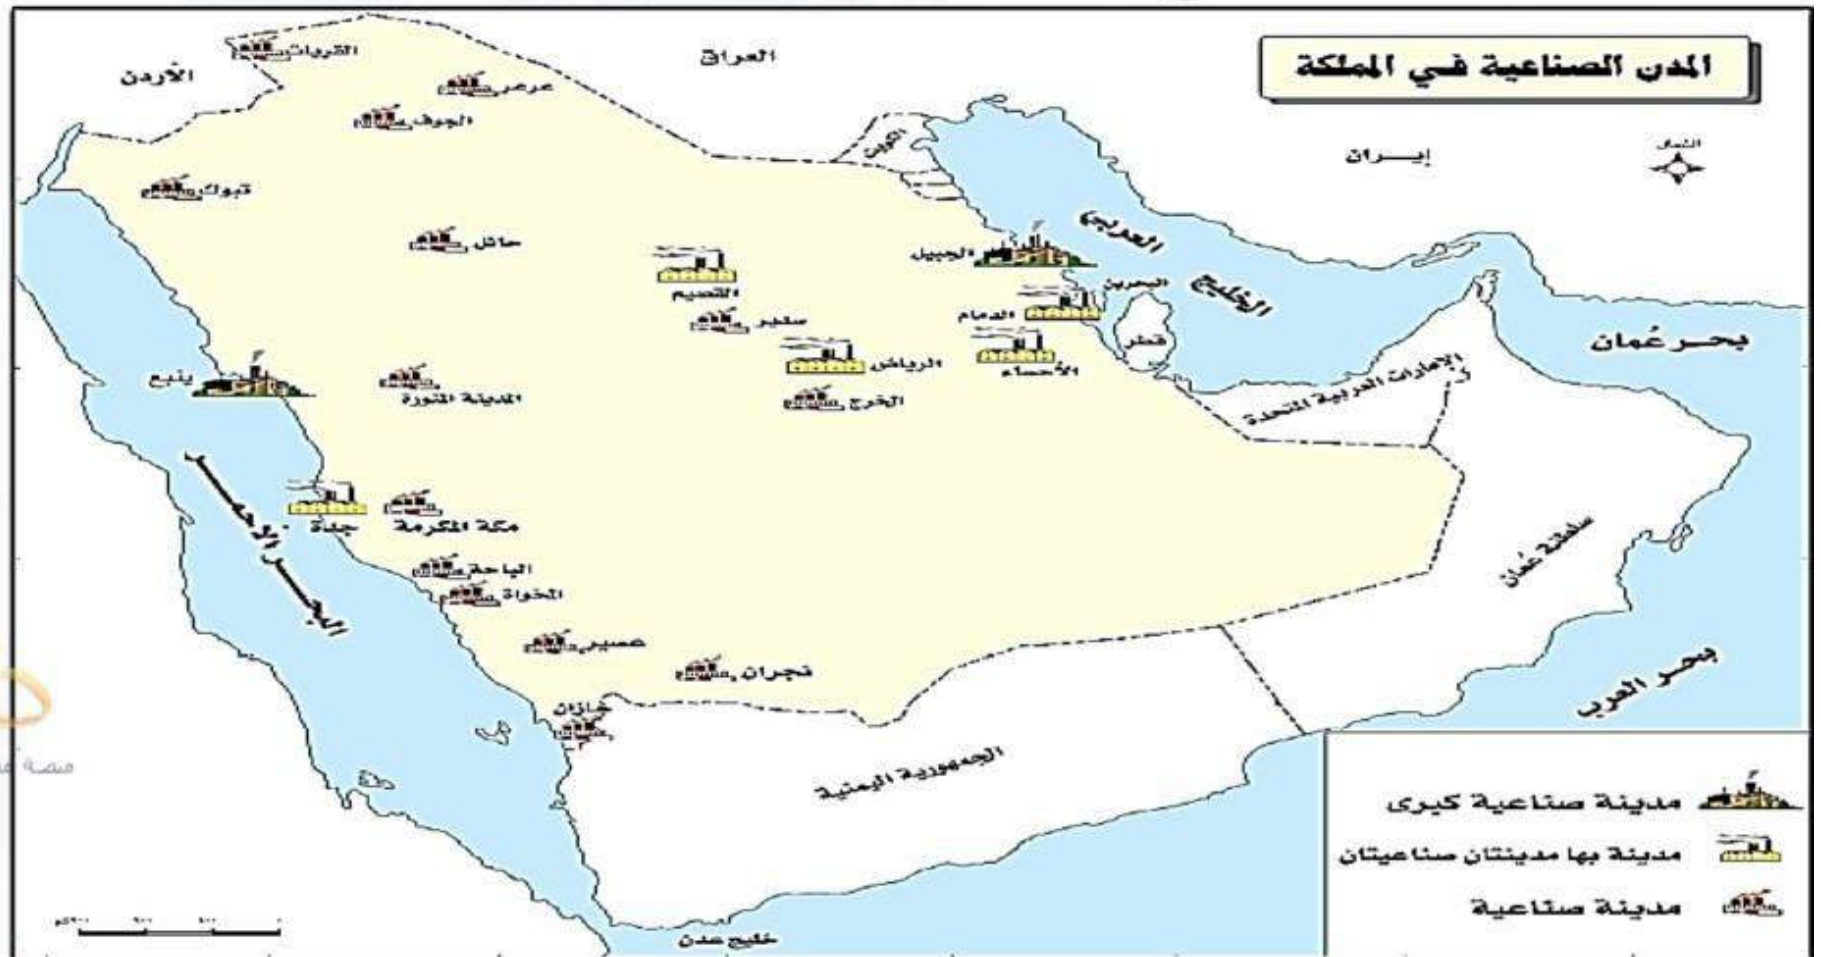 المدن الصناعية في المملكة
العراق
الأردن
القريات
عرعر
الجوف
الكويت
إيــران
الشمال
تبوك
حائل
الجبيل
الخليج العربي
القصيم
البحرين
الدمام
سدير
قطر
بحر عُمان
الرياض
الأحساء
ينبع
المدينة المنورة
الخرج
الإمارات العربية المتحدة
البحر الأحمر
جدة
مكة المكرمة
الباحة
المخواة
سلطنة عُمان
عسير
نجران
جازان
بحر العرب
الجمهورية اليمنية
مدينة صناعية كبرى
مدينة بها مدينتان صناعيتان
مدينة صناعية
خليج عدن